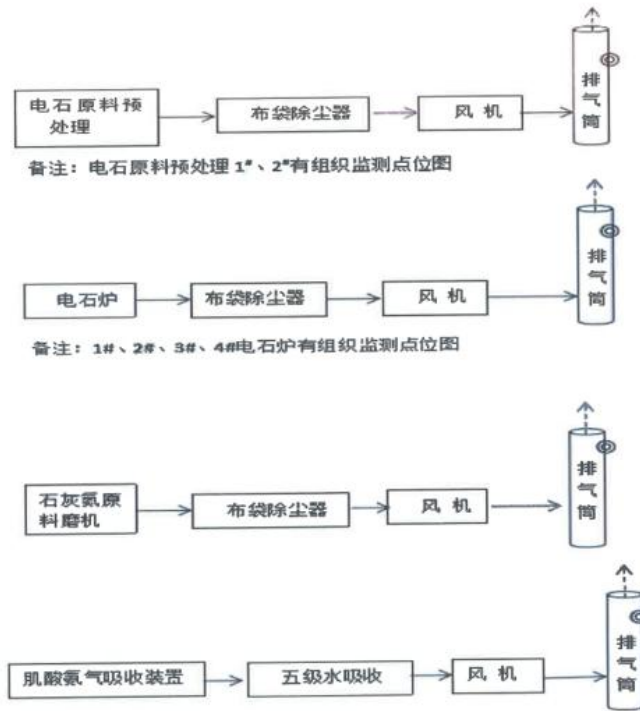 电石原料预
处理
布袋除尘器
风机
排气筒
备注：电石原料预处理 1#、2#有组织监测点位图
电石炉
布袋除尘器
风机
排气筒
备注：1#、2#、3#、4#电石炉有组织监测点位图
石灰氮原
料磨机
布袋除尘器
风机
排气筒
肌酸氨气吸收装置
五级水吸收
风机
排气筒